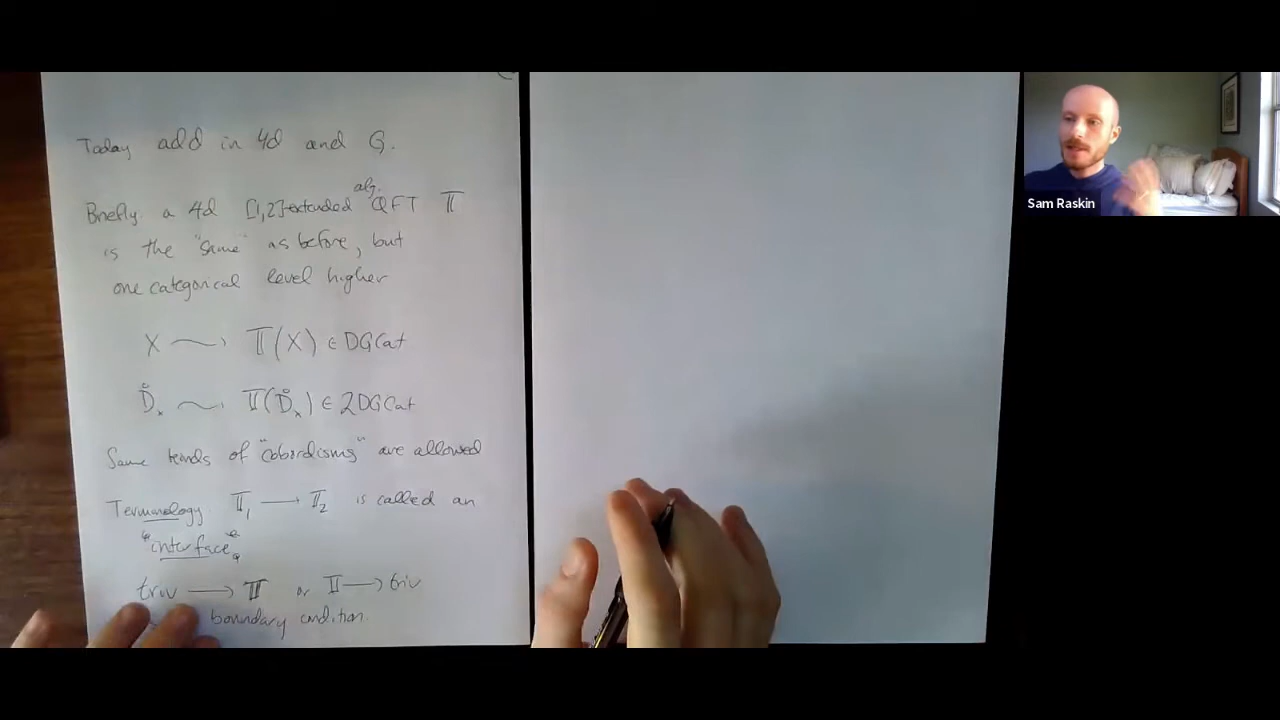 Today add in 4d and G.
alg.
Briefly a 4d [1,2]-extended QFT 𝕋
is the "same" as before, but
one categorical level higher
X ⇝ 𝕋(X) ∈ DGCat
D̊ₓ ⇝ 𝕋(D̊ₓ) ∈ 2DGCat
Same kinds of "cobordisms" are allowed
Terminology. 𝕋₁ → 𝕋₂ is called an
"interface"
triv → 𝕋 or 𝕋 → triv
boundary condition.
Sam Raskin